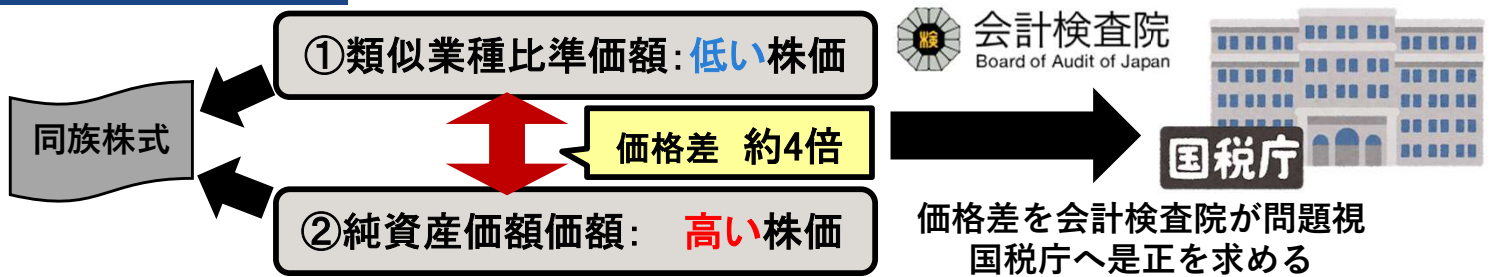 ①類似業種比準価額:低い株価
会計検査院
Board of Audit of Japan
検
同族株式
価格差 約4倍
国税庁
②純資産価額価額: 高い株価
価格差を会計検査院が問題視
国税庁へ是正を求める